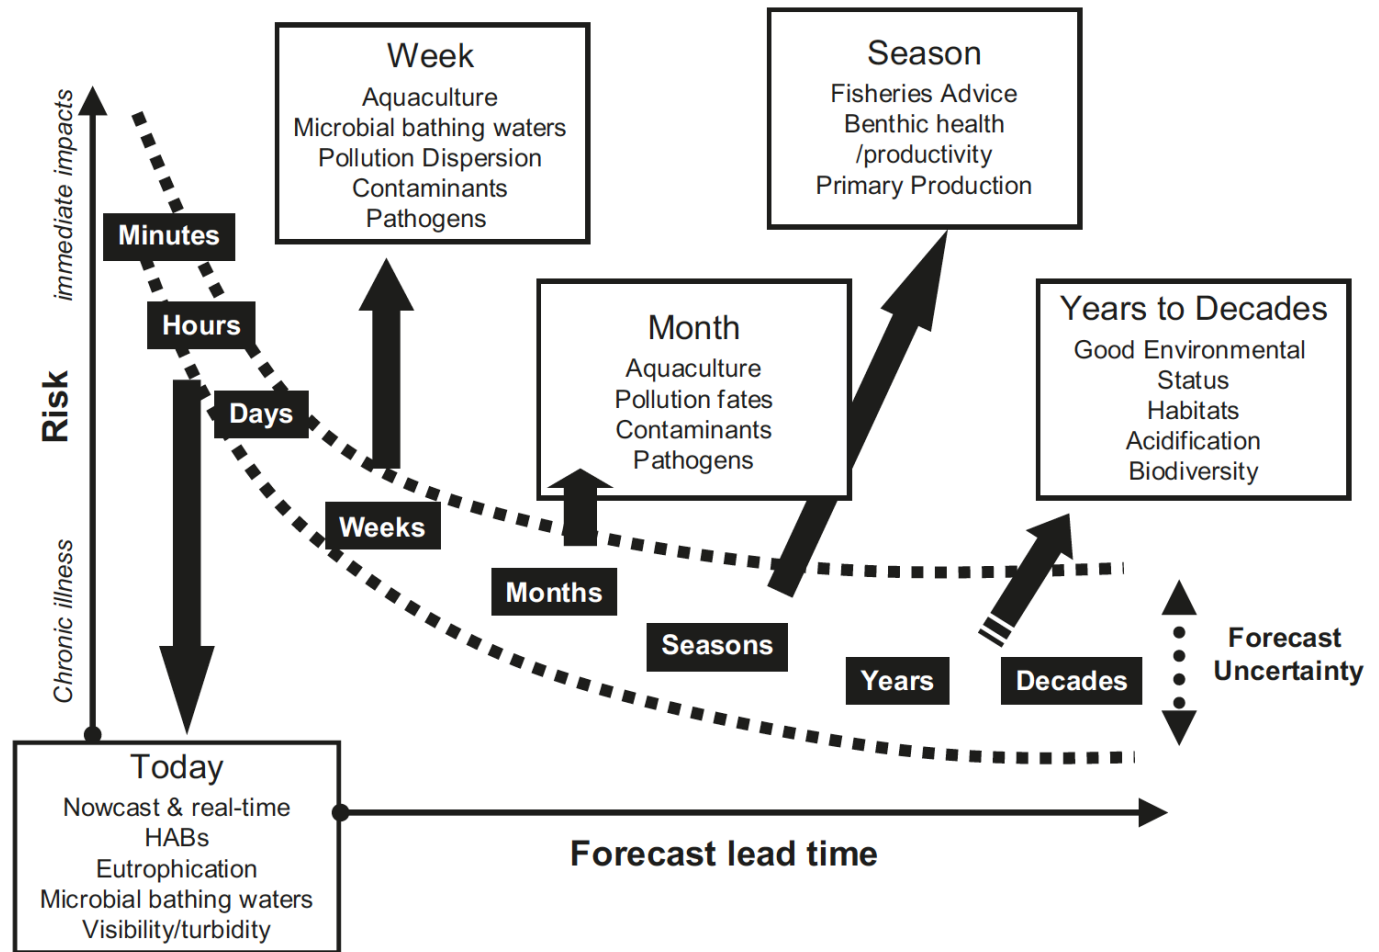 Week
Aquaculture
Microbial bathing waters
Pollution Dispersion
Contaminants
Pathogens
Season
Fisheries Advice
Benthic health
/productivity
Primary Production
immediate impacts
Risk
Chronic illness
Minutes
Hours
Days
Weeks
Months
Seasons
Years
Decades
Month
Aquaculture
Pollution fates
Contaminants
Pathogens
Years to Decades
Good Environmental
Status
Habitats
Acidification
Biodiversity
Forecast
Uncertainty
Today
Nowcast & real-time
HABs
Eutrophication
Microbial bathing waters
Visibility/turbidity
Forecast lead time